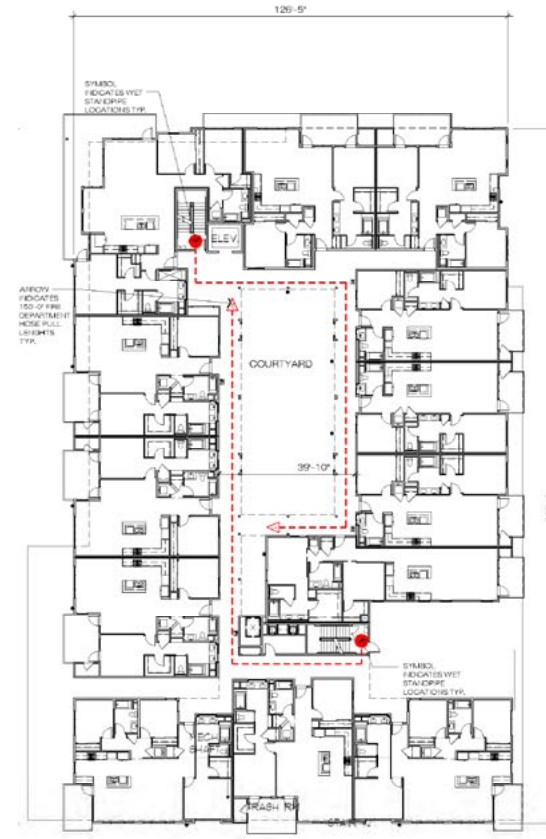 126'-5"
SYMBOL
INDICATES WET
STANDPIPE
LOCATIONS TYP.
ELEV.
ARROW
INDICATES
150'-0" FIRE
DEPARTMENT
HOSE PULL
LENGHTS
TYP.
COURTYARD
39'-10"
SYMBOL
INDICATES WET
STANDPIPE
LOCATIONS TYP.
SHAFT
TRASH RM